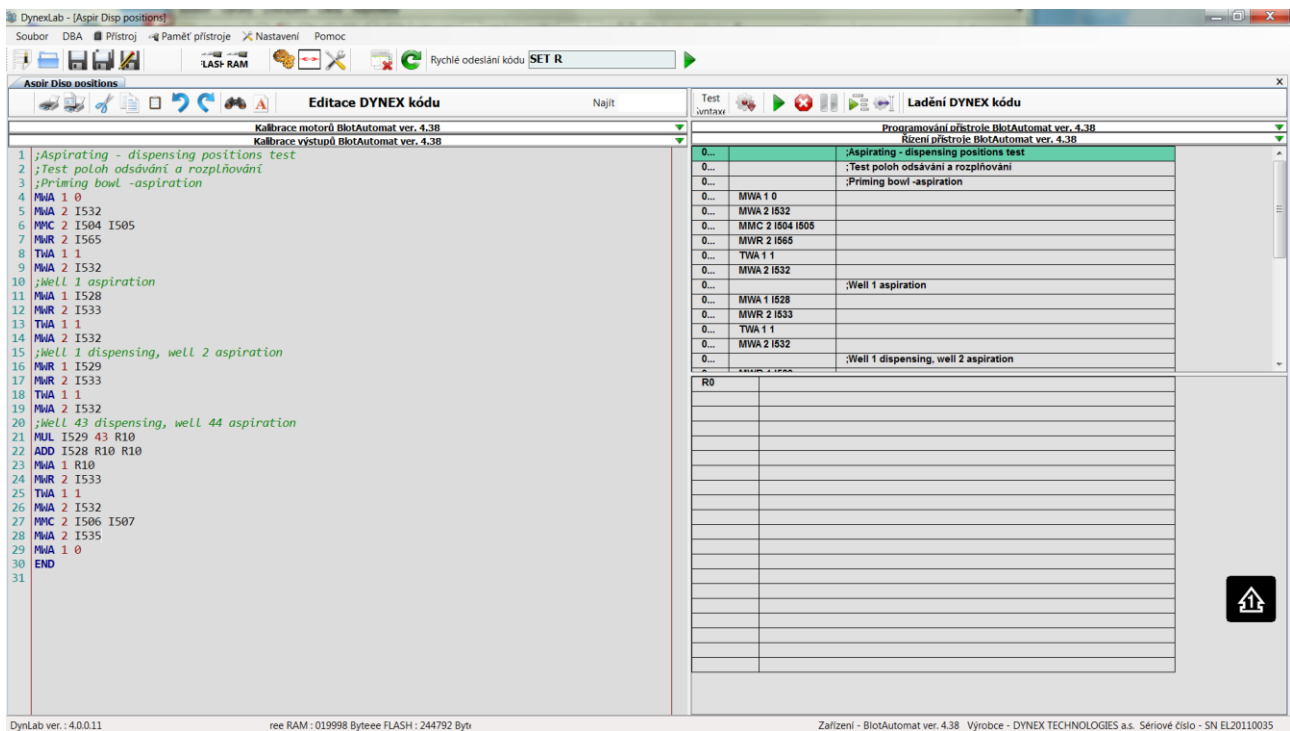 DynexLab - [Aspir Disp positions]
Soubor DBA Přístroj Paměť přístroje Nastavení Pomoc
FLASH RAM Rychlé odeslání kódu SET R
Aspir Disp positions x
Editace DYNEX kódu Najít
Test Syntaxe Ladění DYNEX kódu
Kalibrace motorů BlotAutomat ver. 4.38
Kalibrace výstupů BlotAutomat ver. 4.38
Programování přístroje BlotAutomat ver. 4.38
Řízení přístroje BlotAutomat ver. 4.38
1 ;Aspirating - dispensing positions test
2 ;Test poloh odsávání a rozplňování
3 ;Priming bowl -aspiration
4 MWA 1 0
5 MWA 2 I532
6 MMC 2 I504 I505
7 MWR 2 I565
8 TWA 1 1
9 MWA 2 I532
10 ;Well 1 aspiration
11 MWA 1 I528
12 MWR 2 I533
13 TWA 1 1
14 MWA 2 I532
15 ;Well 1 dispensing, well 2 aspiration
16 MWR 1 I529
17 MWR 2 I533
18 TWA 1 1
19 MWA 2 I532
20 ;Well 43 dispensing, well 44 aspiration
21 MUL I529 43 R10
22 ADD I528 R10 R10
23 MWA 1 R10
24 MWR 2 I533
25 TWA 1 1
26 MWA 2 I532
27 MMC 2 I506 I507
28 MWA 2 I535
29 MWA 1 0
30 END
31
0... ;Aspirating - dispensing positions test
0... ;Test poloh odsávání a rozplňování
0... ;Priming bowl -aspiration
0... MWA 1 0
0... MWA 2 I532
0... MMC 2 I504 I505
0... MWR 2 I565
0... TWA 1 1
0... MWA 2 I532
0... ;Well 1 aspiration
0... MWA 1 I528
0... MWR 2 I533
0... TWA 1 1
0... MWA 2 I532
0... ;Well 1 dispensing, well 2 aspiration
R0
DynLab ver. : 4.0.0.11 ree RAM : 019998 Byteee FLASH : 244792 Byt Zařízení - BlotAutomat ver. 4.38 Výrobce - DYNEX TECHNOLOGIES a.s. Sériové číslo - SN EL20110035